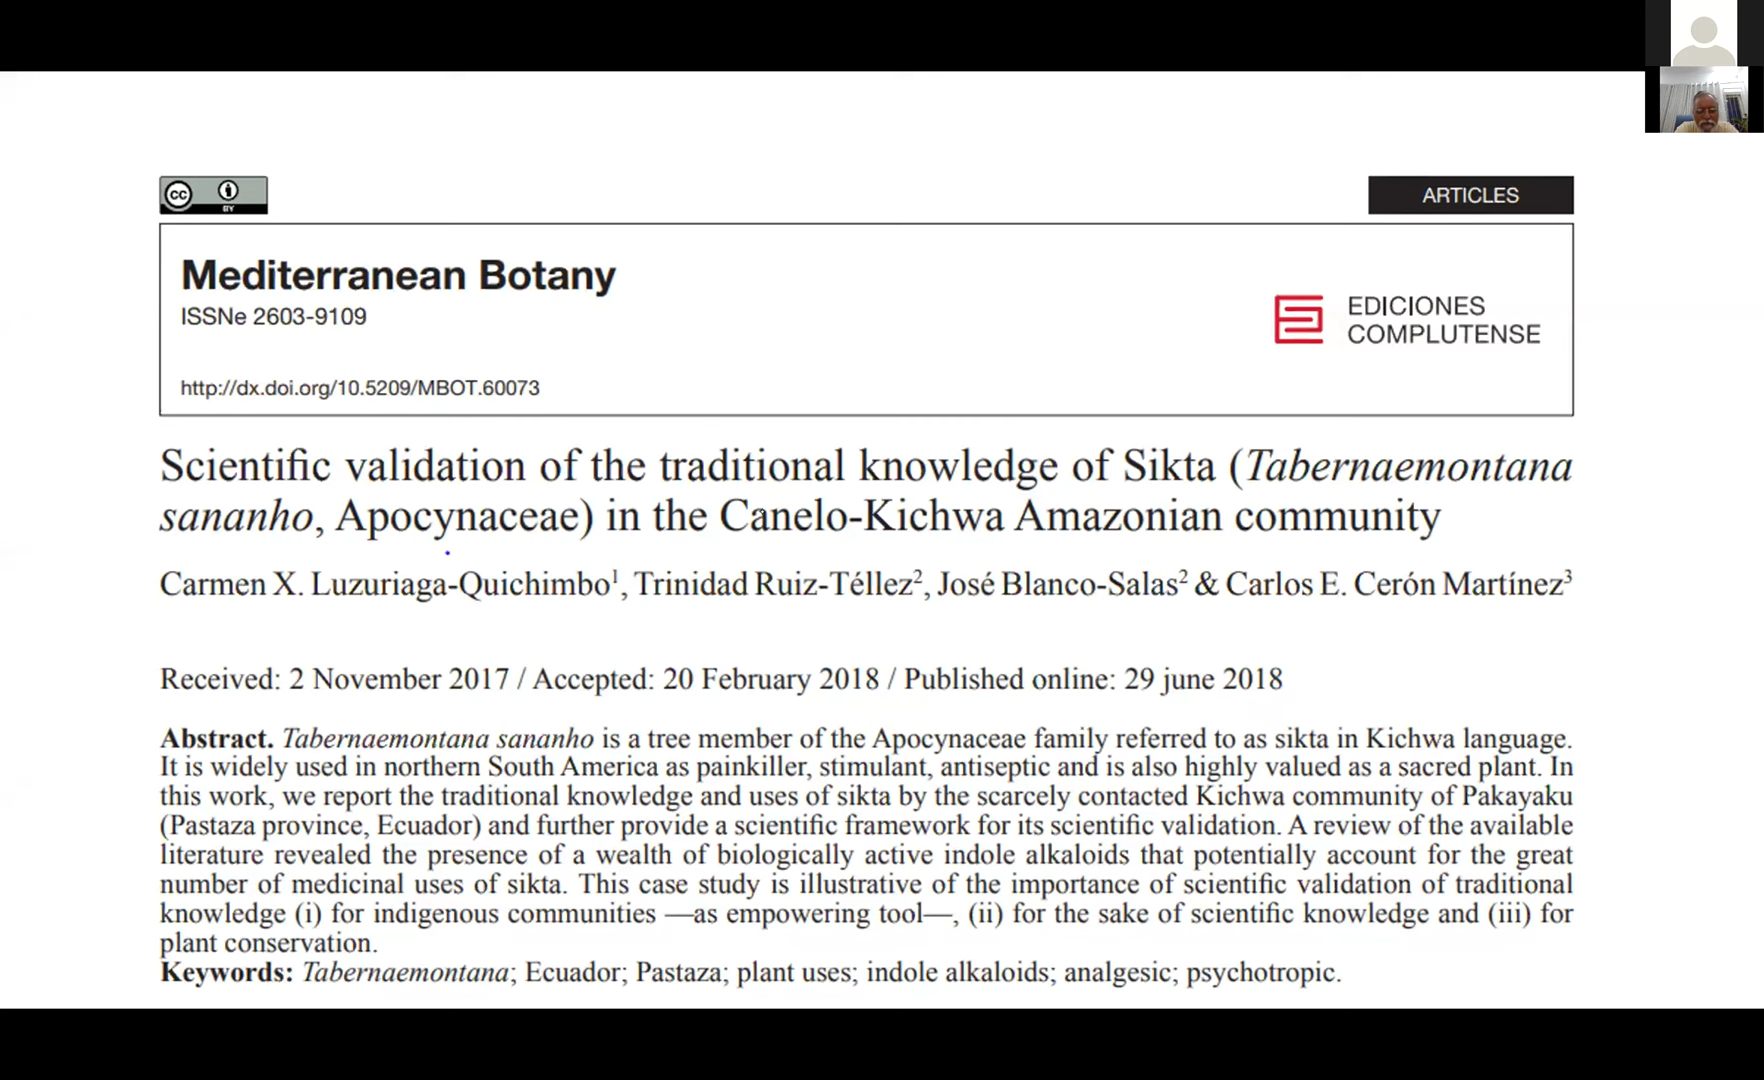 CC BY
ARTICLES
Mediterranean Botany
ISSNe 2603-9109
EDICIONES
COMPLUTENSE
http://dx.doi.org/10.5209/MBOT.60073
Scientific validation of the traditional knowledge of Sikta (Tabernaemontana
sananho, Apocynaceae) in the Canelo-Kichwa Amazonian community
Carmen X. Luzuriaga-Quichimbo¹, Trinidad Ruiz-Téllez², José Blanco-Salas² & Carlos E. Cerón Martínez³
Received: 2 November 2017 / Accepted: 20 February 2018 / Published online: 29 june 2018
Abstract. Tabernaemontana sananho is a tree member of the Apocynaceae family referred to as sikta in Kichwa language.
It is widely used in northern South America as painkiller, stimulant, antiseptic and is also highly valued as a sacred plant. In
this work, we report the traditional knowledge and uses of sikta by the scarcely contacted Kichwa community of Pakayaku
(Pastaza province, Ecuador) and further provide a scientific framework for its scientific validation. A review of the available
literature revealed the presence of a wealth of biologically active indole alkaloids that potentially account for the great
number of medicinal uses of sikta. This case study is illustrative of the importance of scientific validation of traditional
knowledge (i) for indigenous communities —as empowering tool—, (ii) for the sake of scientific knowledge and (iii) for
plant conservation.
Keywords: Tabernaemontana; Ecuador; Pastaza; plant uses; indole alkaloids; analgesic; psychotropic.